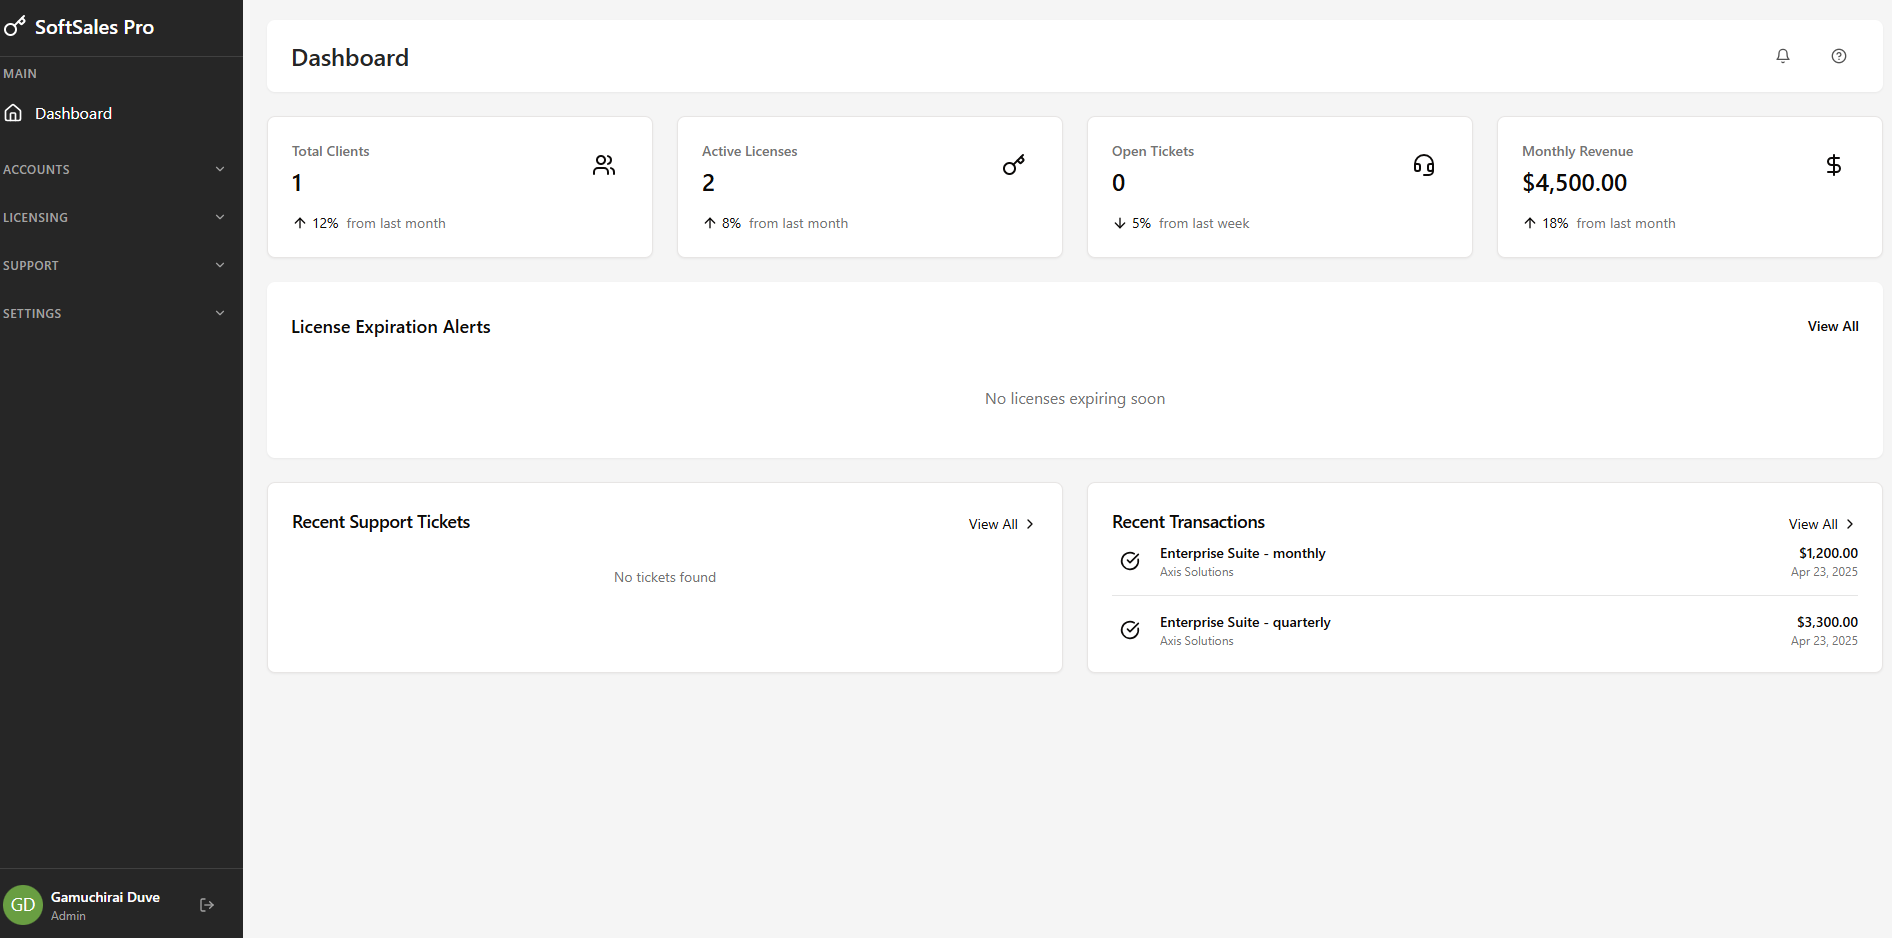 SoftSales Pro
MAIN
Dashboard
ACCOUNTS
LICENSING
SUPPORT
SETTINGS
GD
Gamuchirai Duve
Admin
Dashboard
Total Clients
1
12% from last month
Active Licenses
2
8% from last month
Open Tickets
0
5% from last week
Monthly Revenue
$4,500.00
18% from last month
License Expiration Alerts
View All
No licenses expiring soon
Recent Support Tickets
View All
No tickets found
Recent Transactions
View All
Enterprise Suite - monthly
$1,200.00
Axis Solutions
Apr 23, 2025
Enterprise Suite - quarterly
$3,300.00
Axis Solutions
Apr 23, 2025